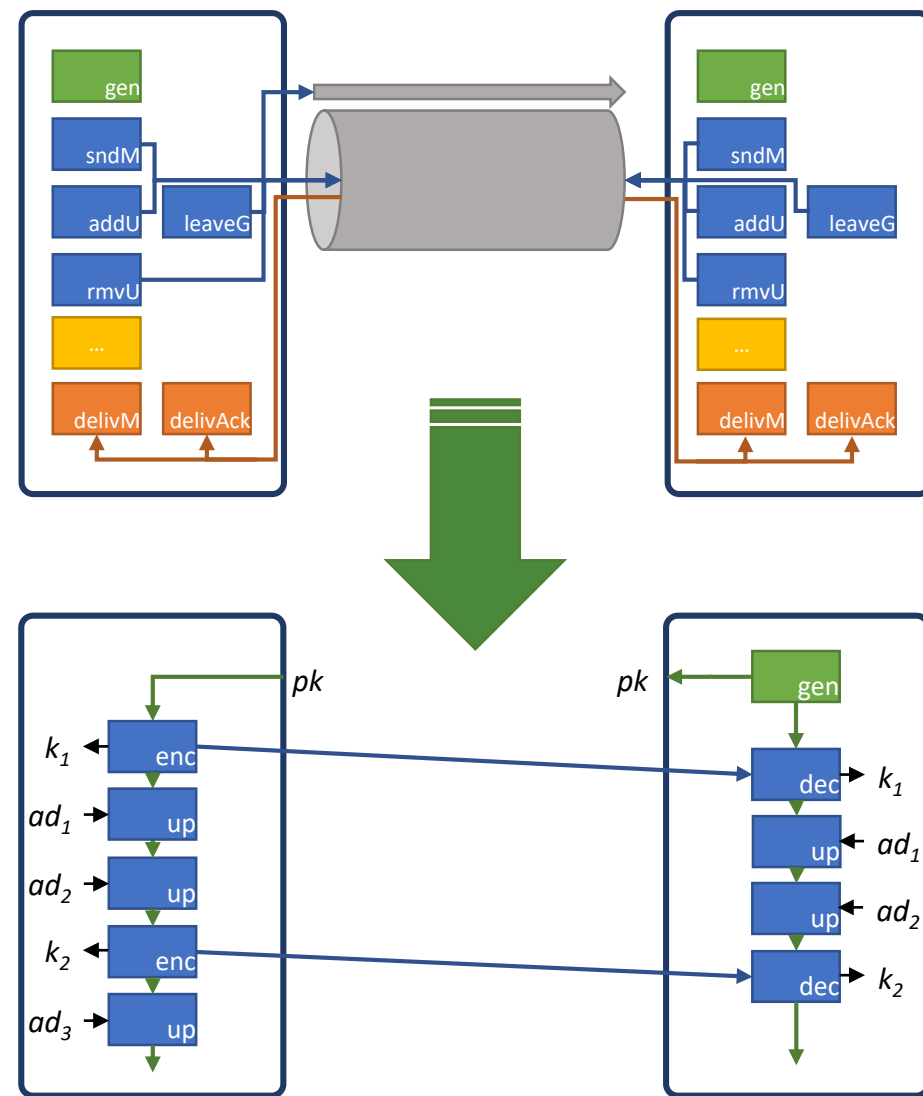 gen
sndM
addU
leaveG
rmvU
...
delivM
delivAck
gen
sndM
addU
leaveG
rmvU
...
delivM
delivAck
pk
k1
enc
ad1
up
ad2
up
k2
enc
ad3
up
pk
gen
dec
k1
up
ad1
up
ad2
dec
k2